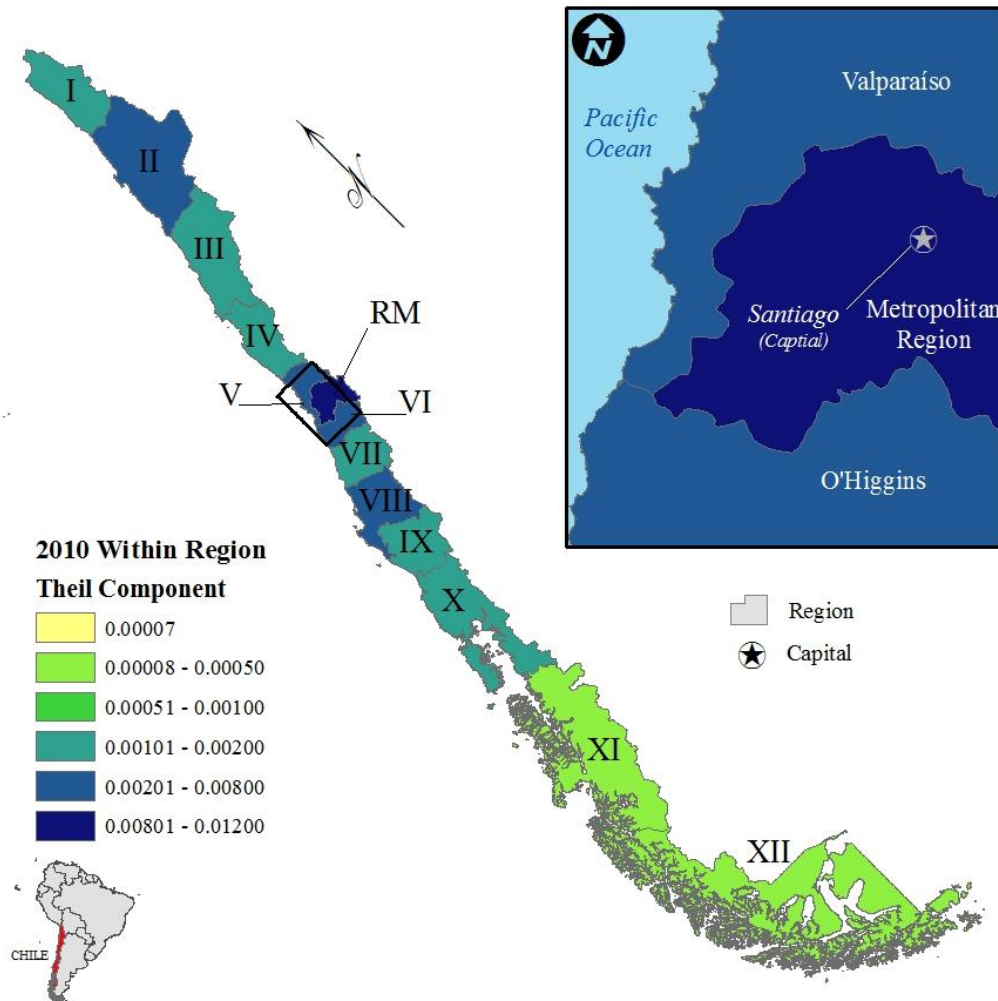 I
II
III
IV
V
RM
VI
VII
VIII
IX
X
XI
XII
N
2010 Within Region
Theil Component
0.00007
0.00008 - 0.00050
0.00051 - 0.00100
0.00101 - 0.00200
0.00201 - 0.00800
0.00801 - 0.01200
CHILE
N
Valparaíso
Pacific
Ocean
Santiago
(Captial)
Metropolitan
Region
O'Higgins
Region
Capital